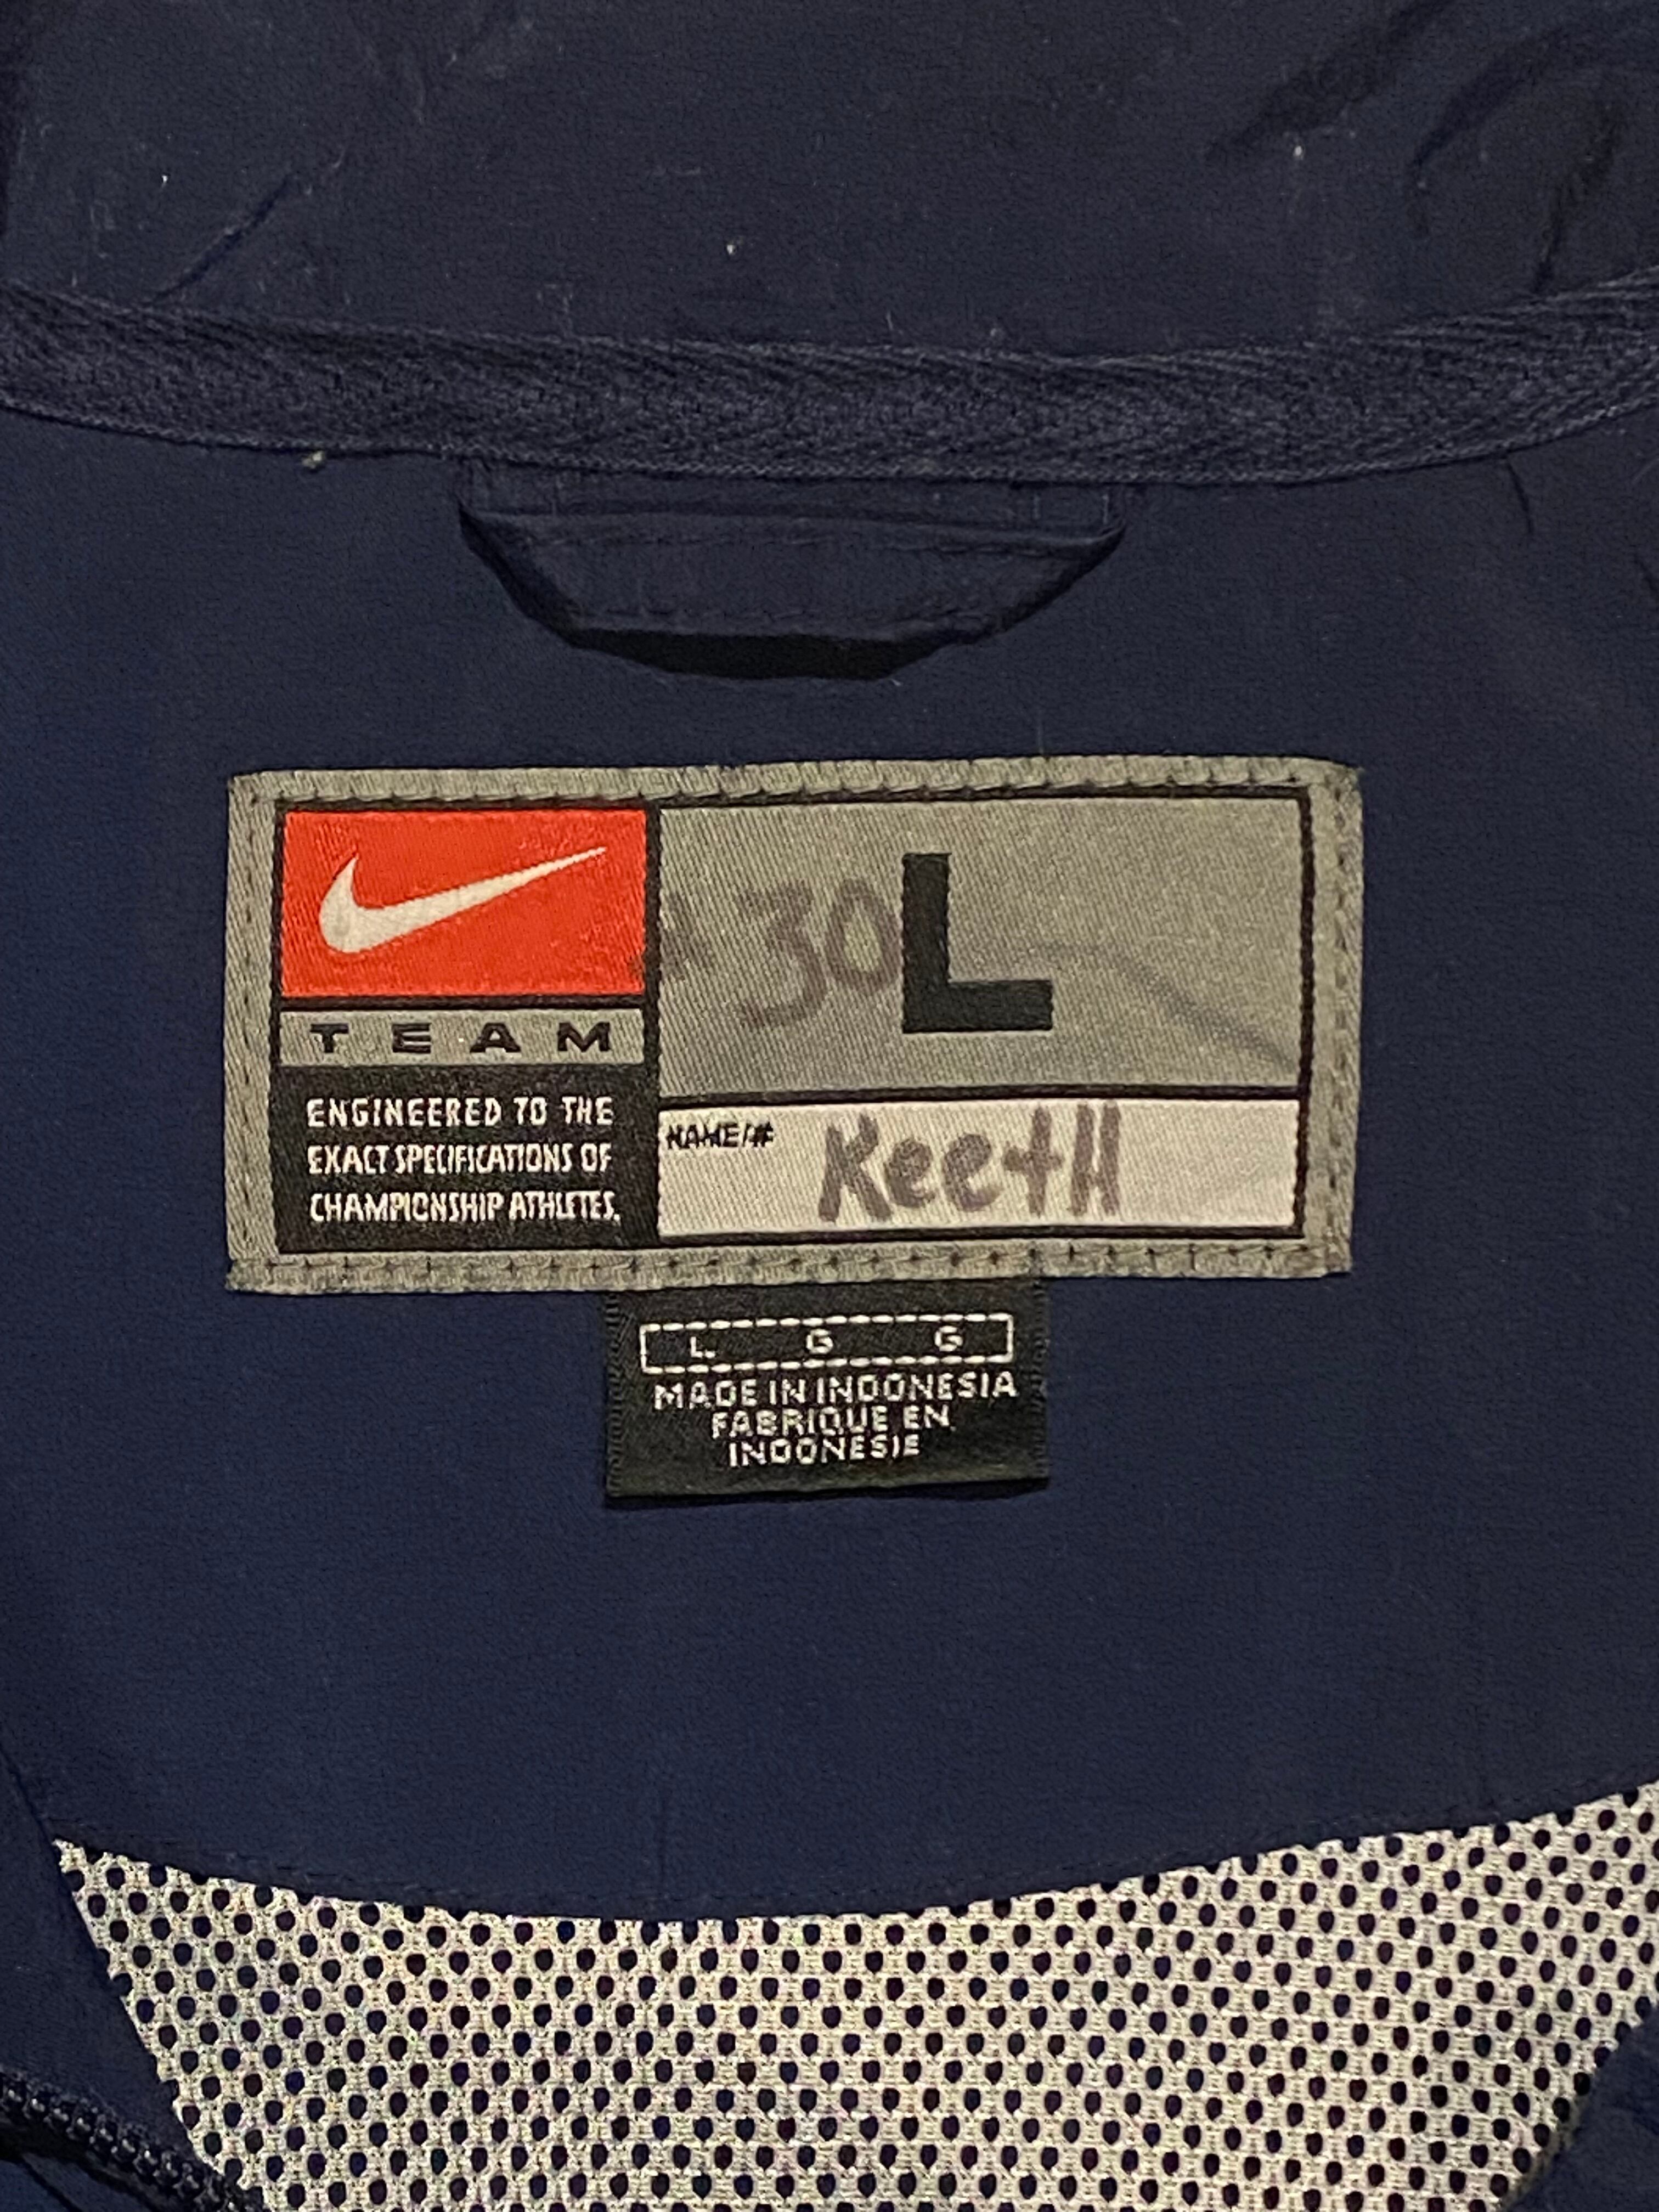 30 L
TEAM
ENGINEERED TO THE
EXACT SPECIFICATIONS OF
CHAMPIONSHIP ATHLETES.
NAME/# KeetH
L G G
MADE IN INDONESIA
FABRIQUE EN
INDONESIE